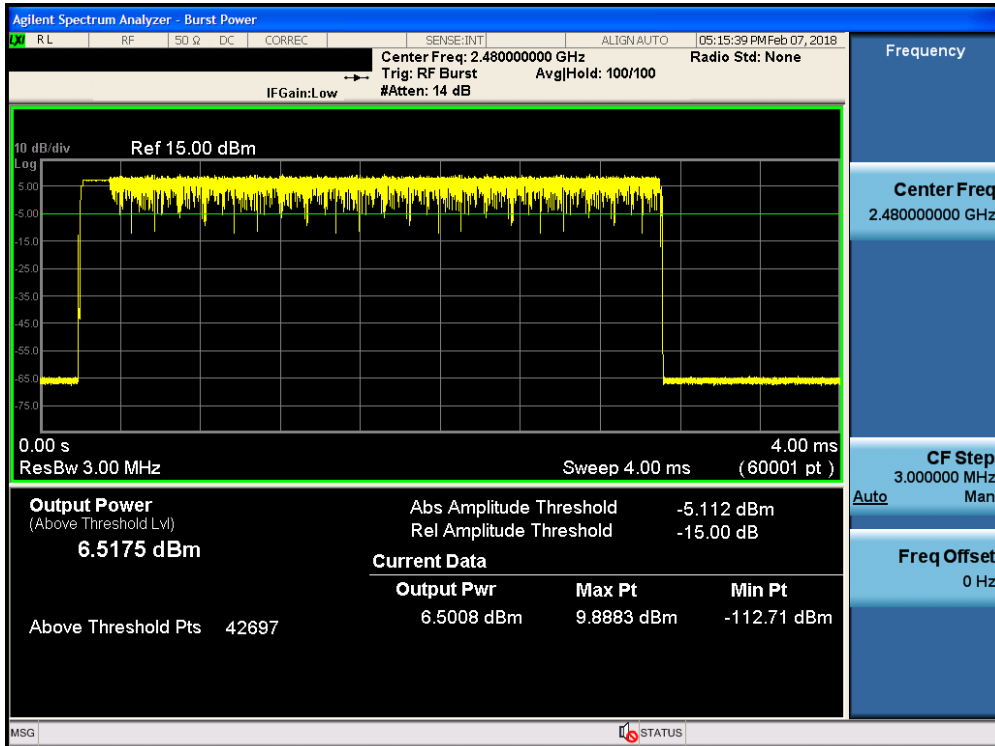 Agilent Spectrum Analyzer - Burst Power
LXI RL RF 50 Ω DC CORREC SENSE:INT ALIGN AUTO 05:15:39 PM Feb 07, 2018
Center Freq: 2.480000000 GHz Radio Std: None
Trig: RF Burst Avg|Hold: 100/100
IFGain:Low #Atten: 14 dB
10 dB/div Ref 15.00 dBm
Log
5.00
-5.00
-15.0
-25.0
-35.0
-45.0
-55.0
-65.0
-75.0
0.00 s 4.00 ms
ResBw 3.00 MHz Sweep 4.00 ms (60001 pt)
Output Power
(Above Threshold Lvl)
6.5175 dBm
Above Threshold Pts 42697
Abs Amplitude Threshold -5.112 dBm
Rel Amplitude Threshold -15.00 dB
Current Data
Output Pwr Max Pt Min Pt
6.5008 dBm 9.8883 dBm -112.71 dBm
Frequency
Center Freq
2.480000000 GHz
CF Step
3.000000 MHz
Auto Man
Freq Offset
0 Hz
MSG STATUS